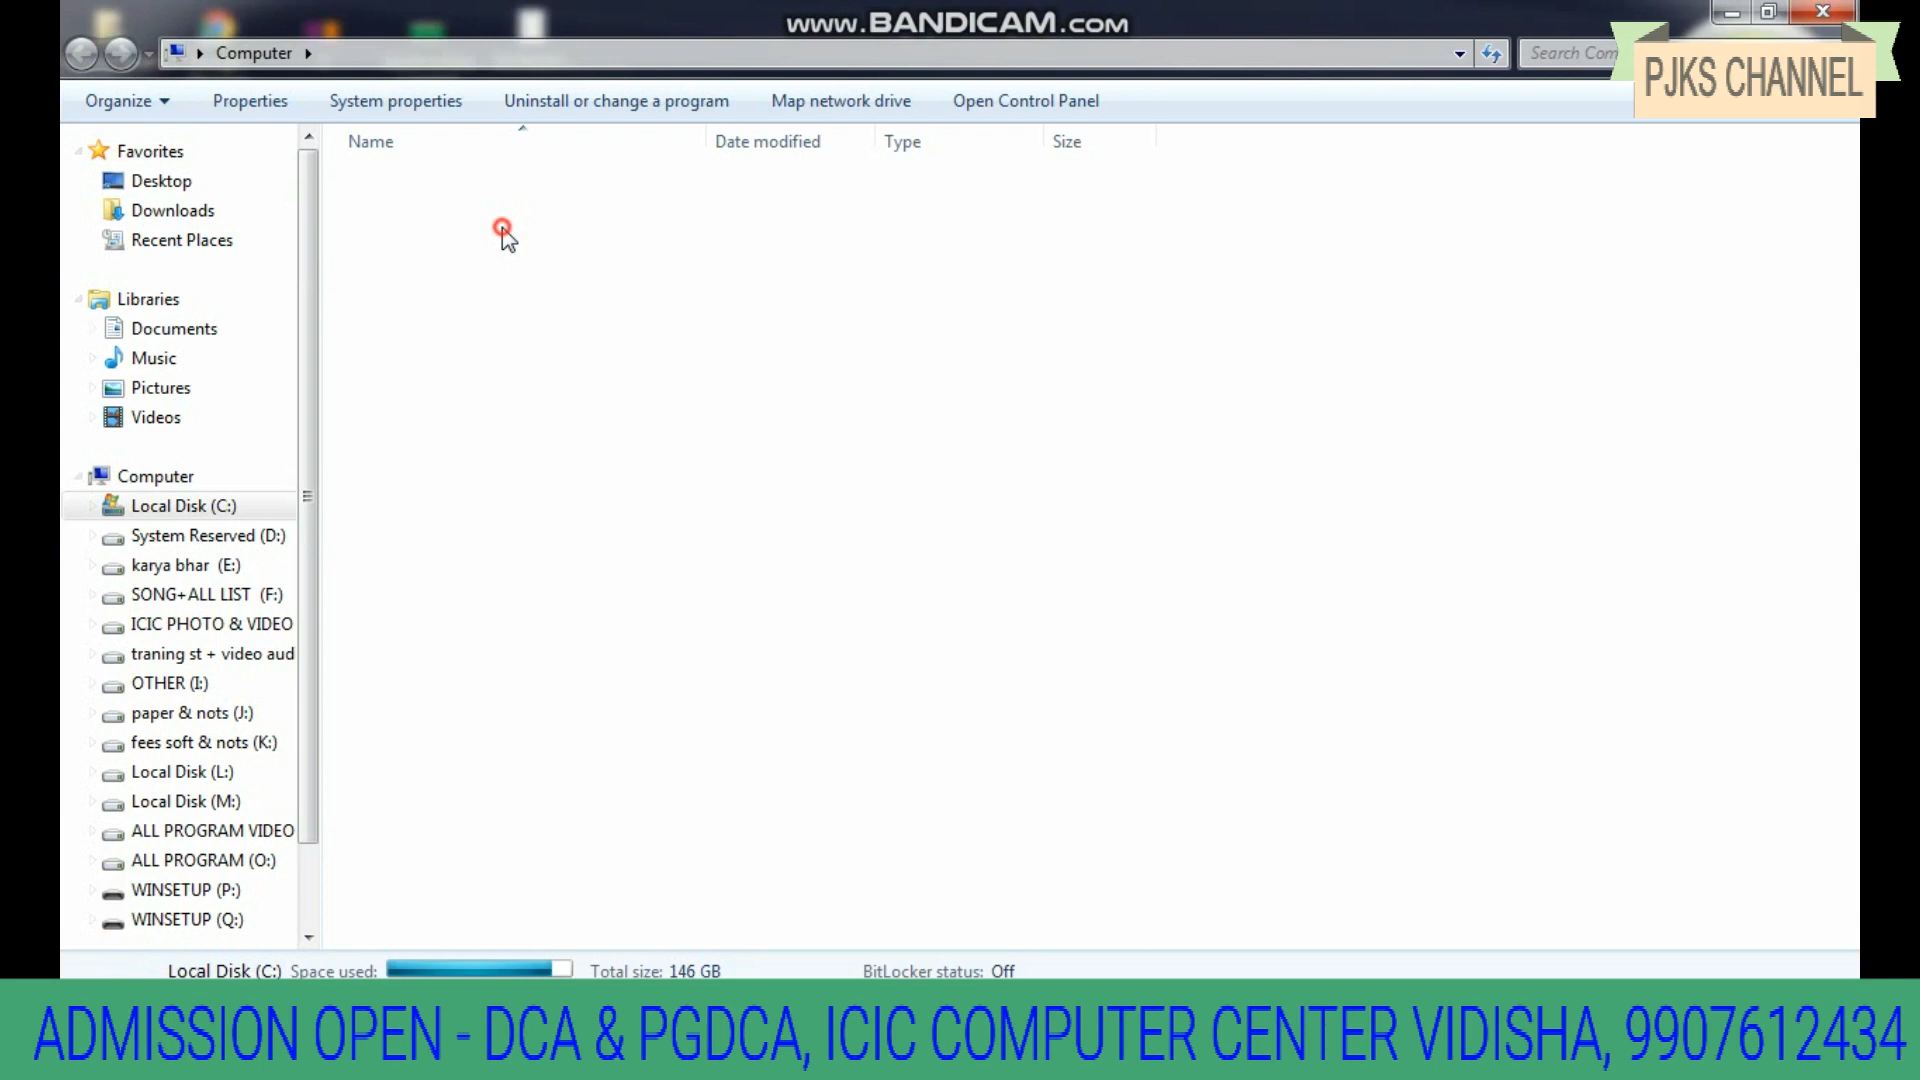 www.BANDICAM.com
Computer
Search Com
PJKS CHANNEL
Organize
Properties
System properties
Uninstall or change a program
Map network drive
Open Control Panel
Name
Date modified
Type
Size
Favorites
Desktop
Downloads
Recent Places
Libraries
Documents
Music
Pictures
Videos
Computer
Local Disk (C:)
System Reserved (D:)
karya bhar (E:)
SONG+ALL LIST (F:)
ICIC PHOTO & VIDEO
traning st + video aud
OTHER (I:)
paper & nots (J:)
fees soft & nots (K:)
Local Disk (L:)
Local Disk (M:)
ALL PROGRAM VIDEO
ALL PROGRAM (O:)
WINSETUP (P:)
WINSETUP (Q:)
Local Disk (C:) Space used: Total size: 146 GB BitLocker status: Off
ADMISSION OPEN - DCA & PGDCA, ICIC COMPUTER CENTER VIDISHA, 9907612434